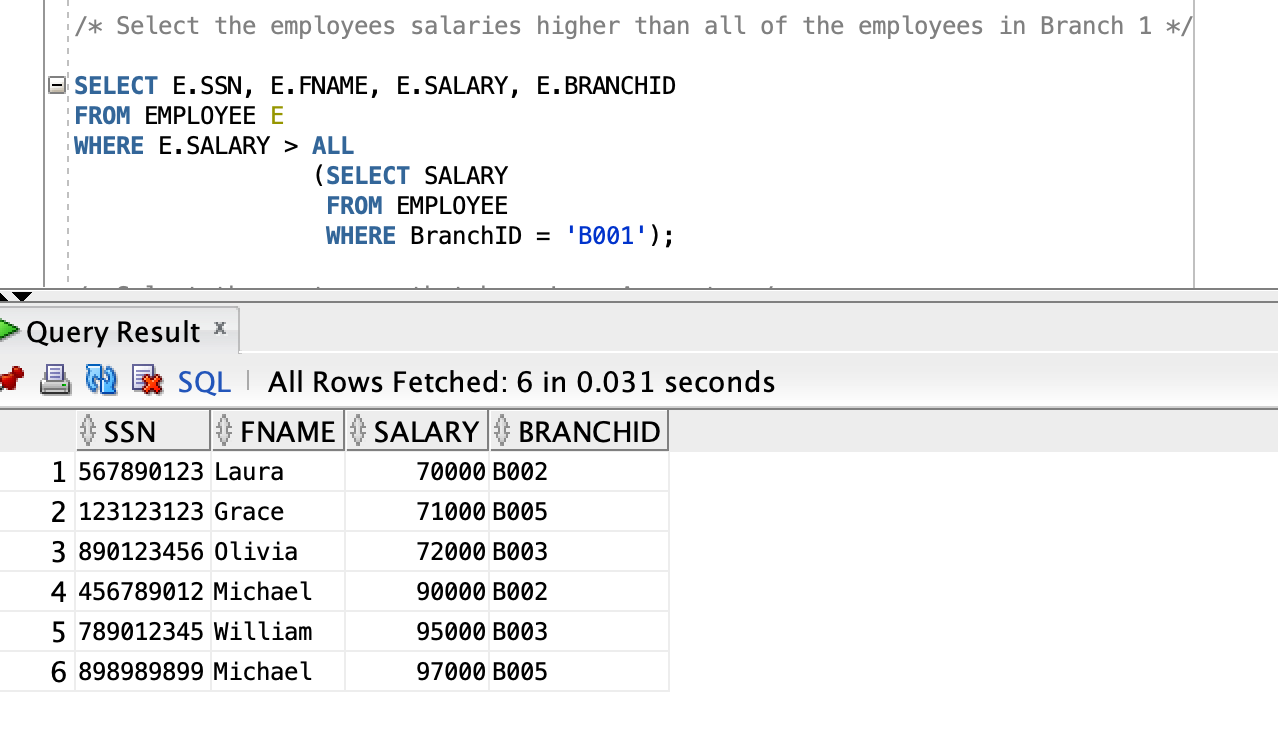 /* Select the employees salaries higher than all of the employees in Branch 1 */
SELECT E.SSN, E.FNAME, E.SALARY, E.BRANCHID
FROM EMPLOYEE E
WHERE E.SALARY > ALL
(SELECT SALARY
FROM EMPLOYEE
WHERE BranchID = 'B001');
Query Result x
SQL | All Rows Fetched: 6 in 0.031 seconds
SSN FNAME SALARY BRANCHID
1 567890123 Laura 70000 B002
2 123123123 Grace 71000 B005
3 890123456 Olivia 72000 B003
4 456789012 Michael 90000 B002
5 789012345 William 95000 B003
6 898989899 Michael 97000 B005